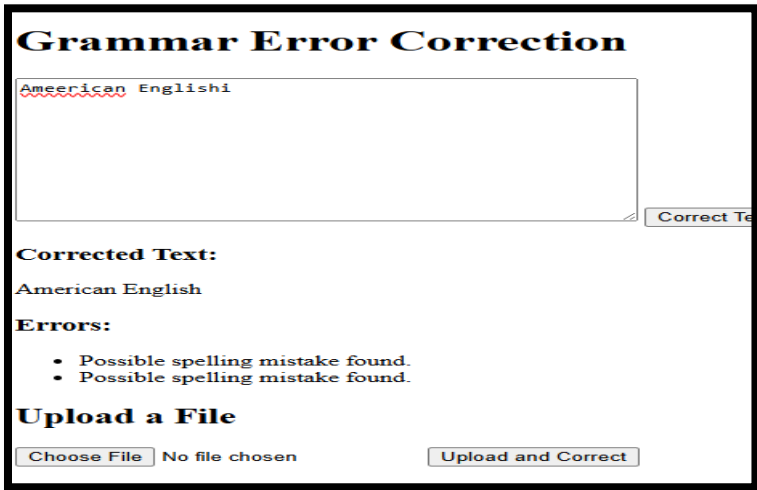 Grammar Error Correction
Ameerican Englishi
Correct Te
Corrected Text:
American English
Errors:
• Possible spelling mistake found.
• Possible spelling mistake found.
Upload a File
Choose File No file chosen Upload and Correct